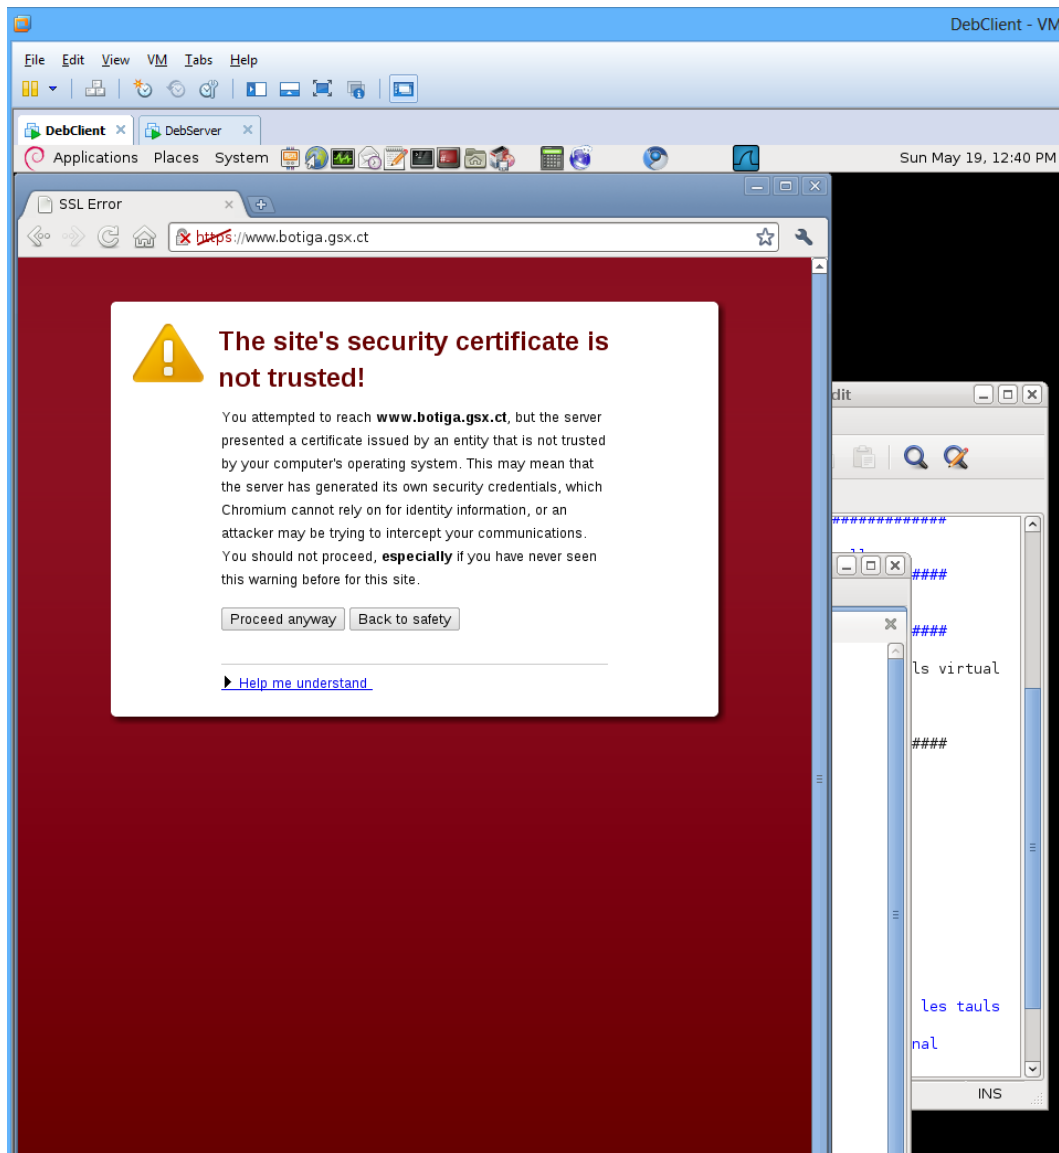 DebClient - VM
File Edit View VM Tabs Help
DebClient DebServer
Applications Places System Sun May 19, 12:40 PM
SSL Error
https://www.botiga.gsx.ct
The site's security certificate is
not trusted!
You attempted to reach www.botiga.gsx.ct, but the server
presented a certificate issued by an entity that is not trusted
by your computer's operating system. This may mean that
the server has generated its own security credentials, which
Chromium cannot rely on for identity information, or an
attacker may be trying to intercept your communications.
You should not proceed, especially if you have never seen
this warning before for this site.
Proceed anyway Back to safety
Help me understand
dit
#############
####
####
ls virtual
####
les tauls
nal
INS